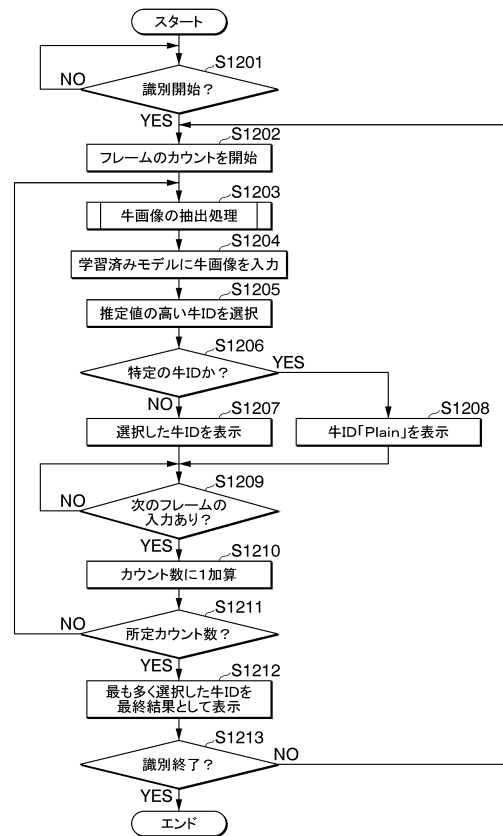 スタート
S1201
識別開始？
NO
YES
S1202
フレームのカウントを開始
S1203
牛画像の抽出処理
S1204
学習済みモデルに牛画像を入力
S1205
推定値の高い牛IDを選択
S1206
特定の牛IDか？
YES
NO
S1207
選択した牛IDを表示
S1208
牛ID「Plain」を表示
S1209
次のフレームの
入力あり？
NO
YES
S1210
カウント数に1加算
S1211
所定カウント数？
NO
YES
S1212
最も多く選択した牛IDを
最終結果として表示
S1213
識別終了？
NO
YES
エンド